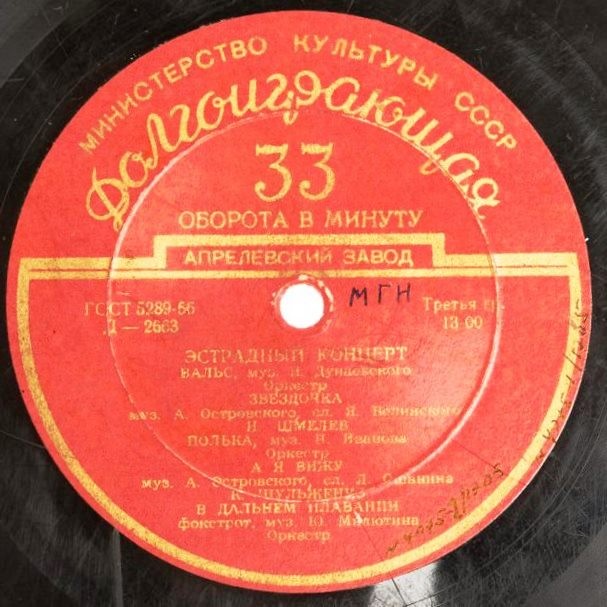 МИНИСТЕРСТВО КУЛЬТУРЫ СССР
Долгоиграющая
33
ОБОРОТА В МИНУТУ
АПРЕЛЕВСКИЙ ЗАВОД
ГОСТ 5289-56
Д — 2663
МГН
Третья гр.
13-00
ЭСТРАДНЫЙ КОНЦЕРТ
ВАЛЬС, муз. И. Дунаевского
Оркестр
ЗВЕЗДОЧКА
муз. А. Островского, сл. Я.
И. ШМЕЛЕВ
ПОЛЬКА, муз. Н. Иванова
Оркестр
А Я ВИЖУ
муз. А. Островского, сл. Л. Ошанина
К. ШУЛЬЖЕНКО
В ДАЛЬНЕМ ПЛАВАНИИ
фокстрот, муз. Ю. Милютина
Оркестр